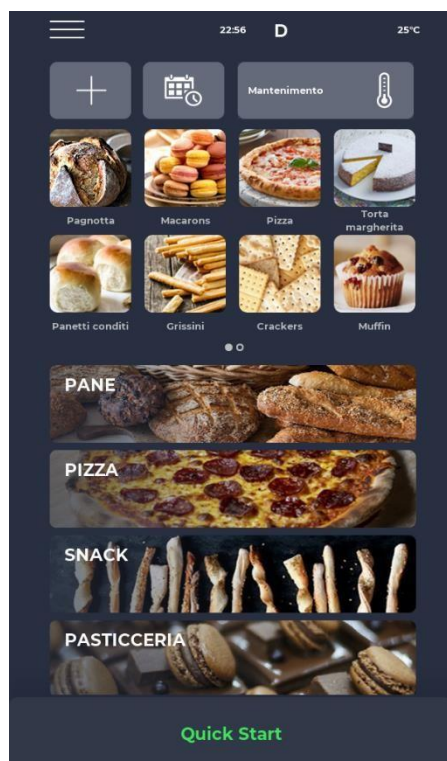 22:56 D 25°C
Mantenimento
Pagnotta Macarons Pizza Torta margherita
Panetti conditi Grissini Crackers Muffin
PANE
PIZZA
SNACK
PASTICCERIA
Quick Start